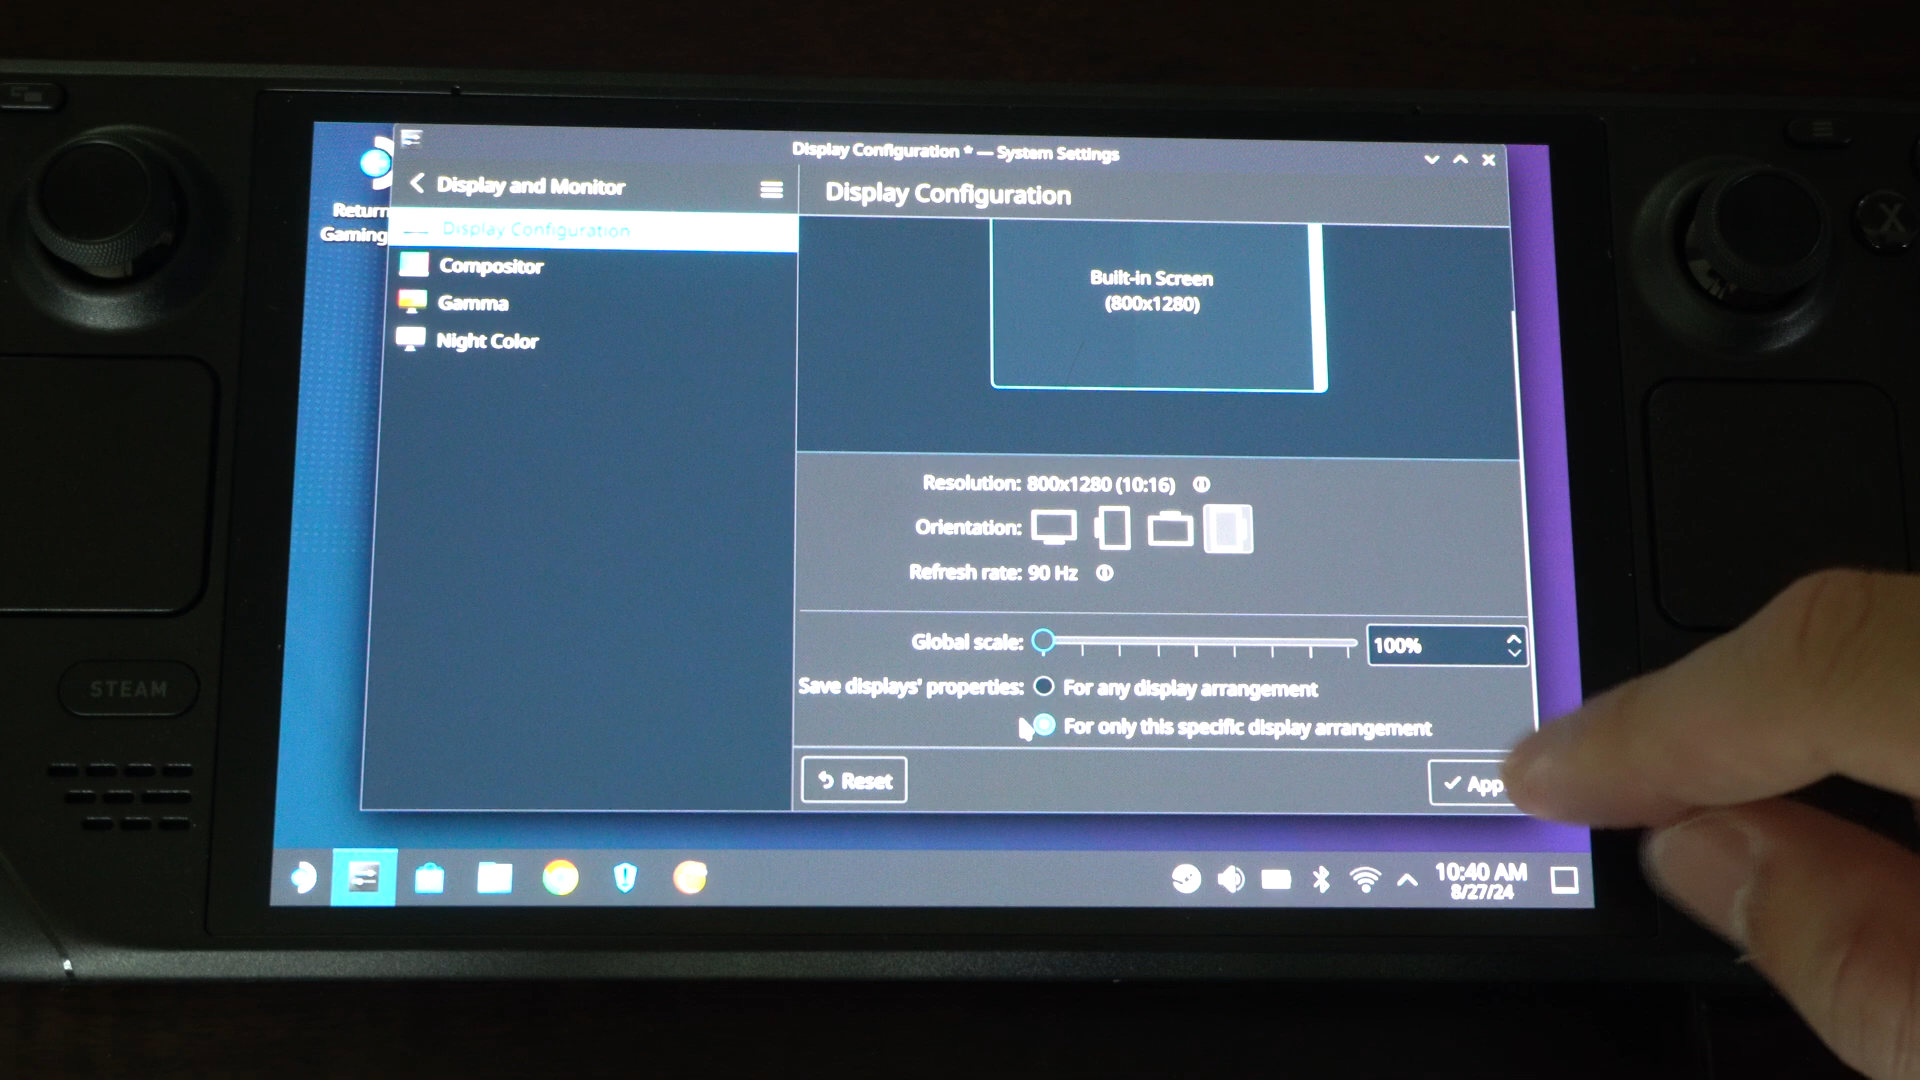 Display Configuration * — System Settings
Display and Monitor
Display Configuration
Return
Gaming
Display Configuration
Compositor
Gamma
Night Color
Built-in Screen
(800x1280)
Resolution: 800x1280 (10:16)
Orientation:
Refresh rate: 90 Hz
Global scale: 100%
Save displays' properties: For any display arrangement
For only this specific display arrangement
Reset
App
STEAM
X
10:40 AM
8/27/24